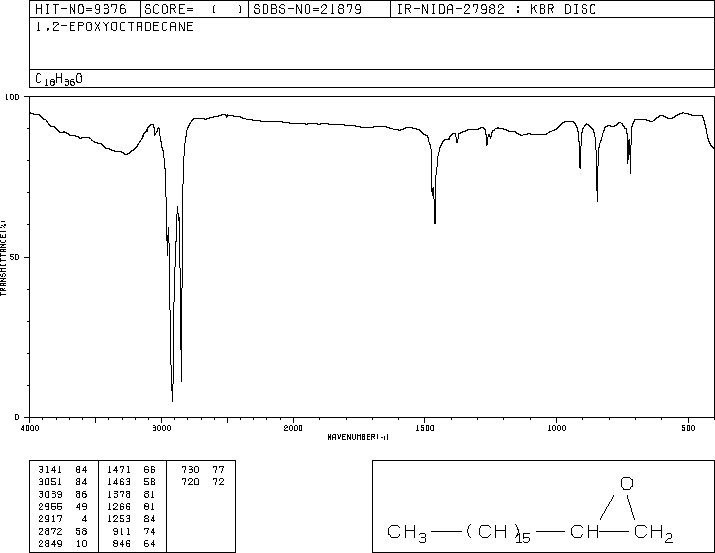 HIT-NO=9376 SCORE= ( ) SDBS-NO=21879 IR-NIDA-27982 : KBR DISC
1,2-EPOXYOCTADECANE
C18H36O
100
50
0
TRANSMITTANCE(%)
4000 3000 2000 1500 1000 500
WAVENUMBER(-1)
3141 84 1471 66 730 77
3051 84 1463 58 720 72
3039 86 1378 81
2955 49 1266 81
2917 4 1253 84
2872 58 911 74
2849 10 846 64
O
CH3 (CH)15 CH CH2